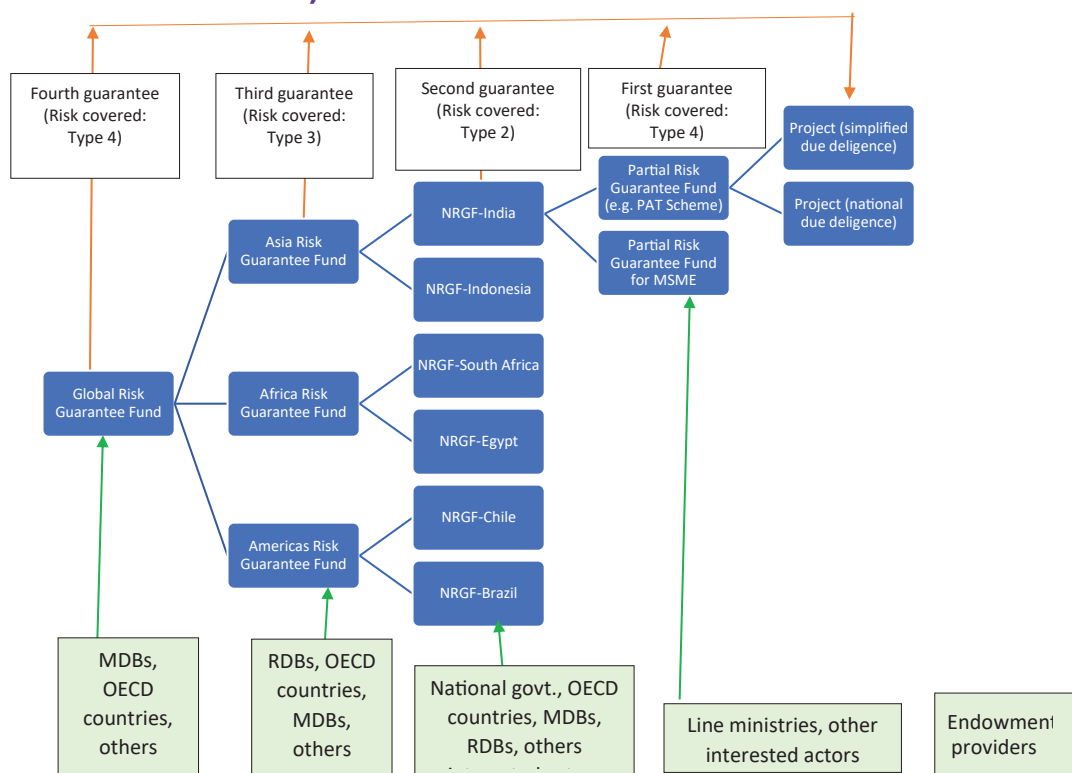 Fourth guarantee
(Risk covered:
Type 4)
Third guarantee
(Risk covered:
Type 3)
Second guarantee
(Risk covered:
Type 2)
First guarantee
(Risk covered:
Type 4)
Project (simplified
due deligence)
Project (national
due deligence)
Partial Risk
Guarantee Fund
(e.g. PAT Scheme)
Partial Risk
Guarantee Fund
for MSME
NRGF-India
NRGF-Indonesia
Asia Risk
Guarantee Fund
NRGF-South Africa
NRGF-Egypt
Africa Risk
Guarantee Fund
Global Risk
Guarantee Fund
NRGF-Chile
NRGF-Brazil
Americas Risk
Guarantee Fund
MDBs,
OECD
countries,
others
RDBs, OECD
countries,
MDBs,
others
National govt., OECD
countries, MDBs,
RDBs, others
Line ministries, other
interested actors
Endowment
providers